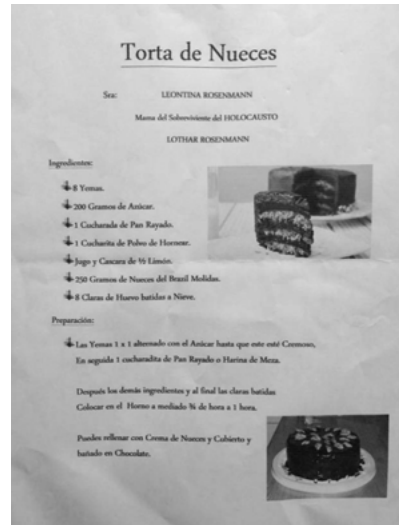 Torta de Nueces
Sra: LEONTINA ROSENMANN
Mama del Sobreviviente del HOLOCAUSTO
LOTHAR ROSENMANN
Ingredientes:
8 Yemas.
200 Gramos de Azúcar.
1 Cucharada de Pan Rayado.
1 Cucharita de Polvo de Hornear.
Jugo y Cascara de ½ Limón.
250 Gramos de Nueces del Brazil Molidas.
8 Claras de Huevo batidas a Nieve.
Preparación:
Las Yemas 1 x 1 alternado con el Azúcar hasta que este esté Cremoso,
En seguida 1 cucharadita de Pan Rayado o Harina de Meza.
Después los demás ingredientes y al final las claras batidas
Colocar en el Horno a mediado ¾ de hora a 1 hora.
Puedes rellenar con Crema de Nueces y Cubierto y
bañado en Chocolate.